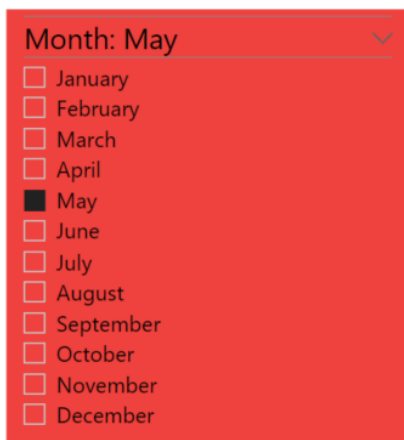 Month: May
January
February
March
April
May
June
July
August
September
October
November
December